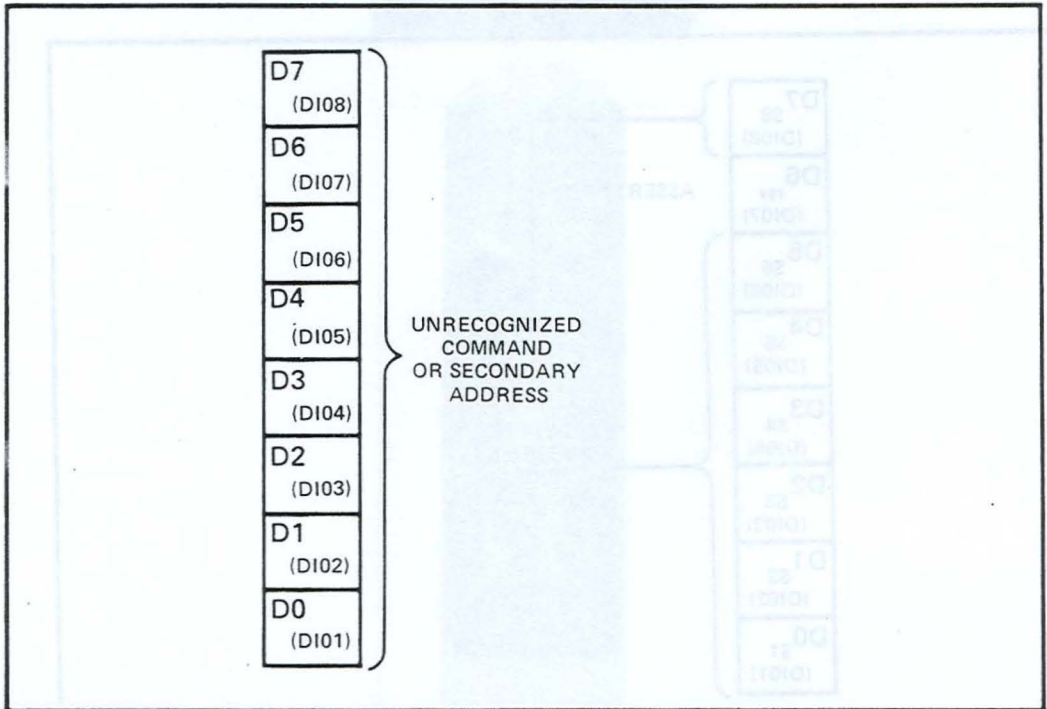 D7
(DI08)
D6
(DI07)
D5
(DI06)
D4
(DI05)
UNRECOGNIZED
COMMAND
OR SECONDARY
ADDRESS
D3
(DI04)
D2
(DI03)
D1
(DI02)
D0
(DI01)